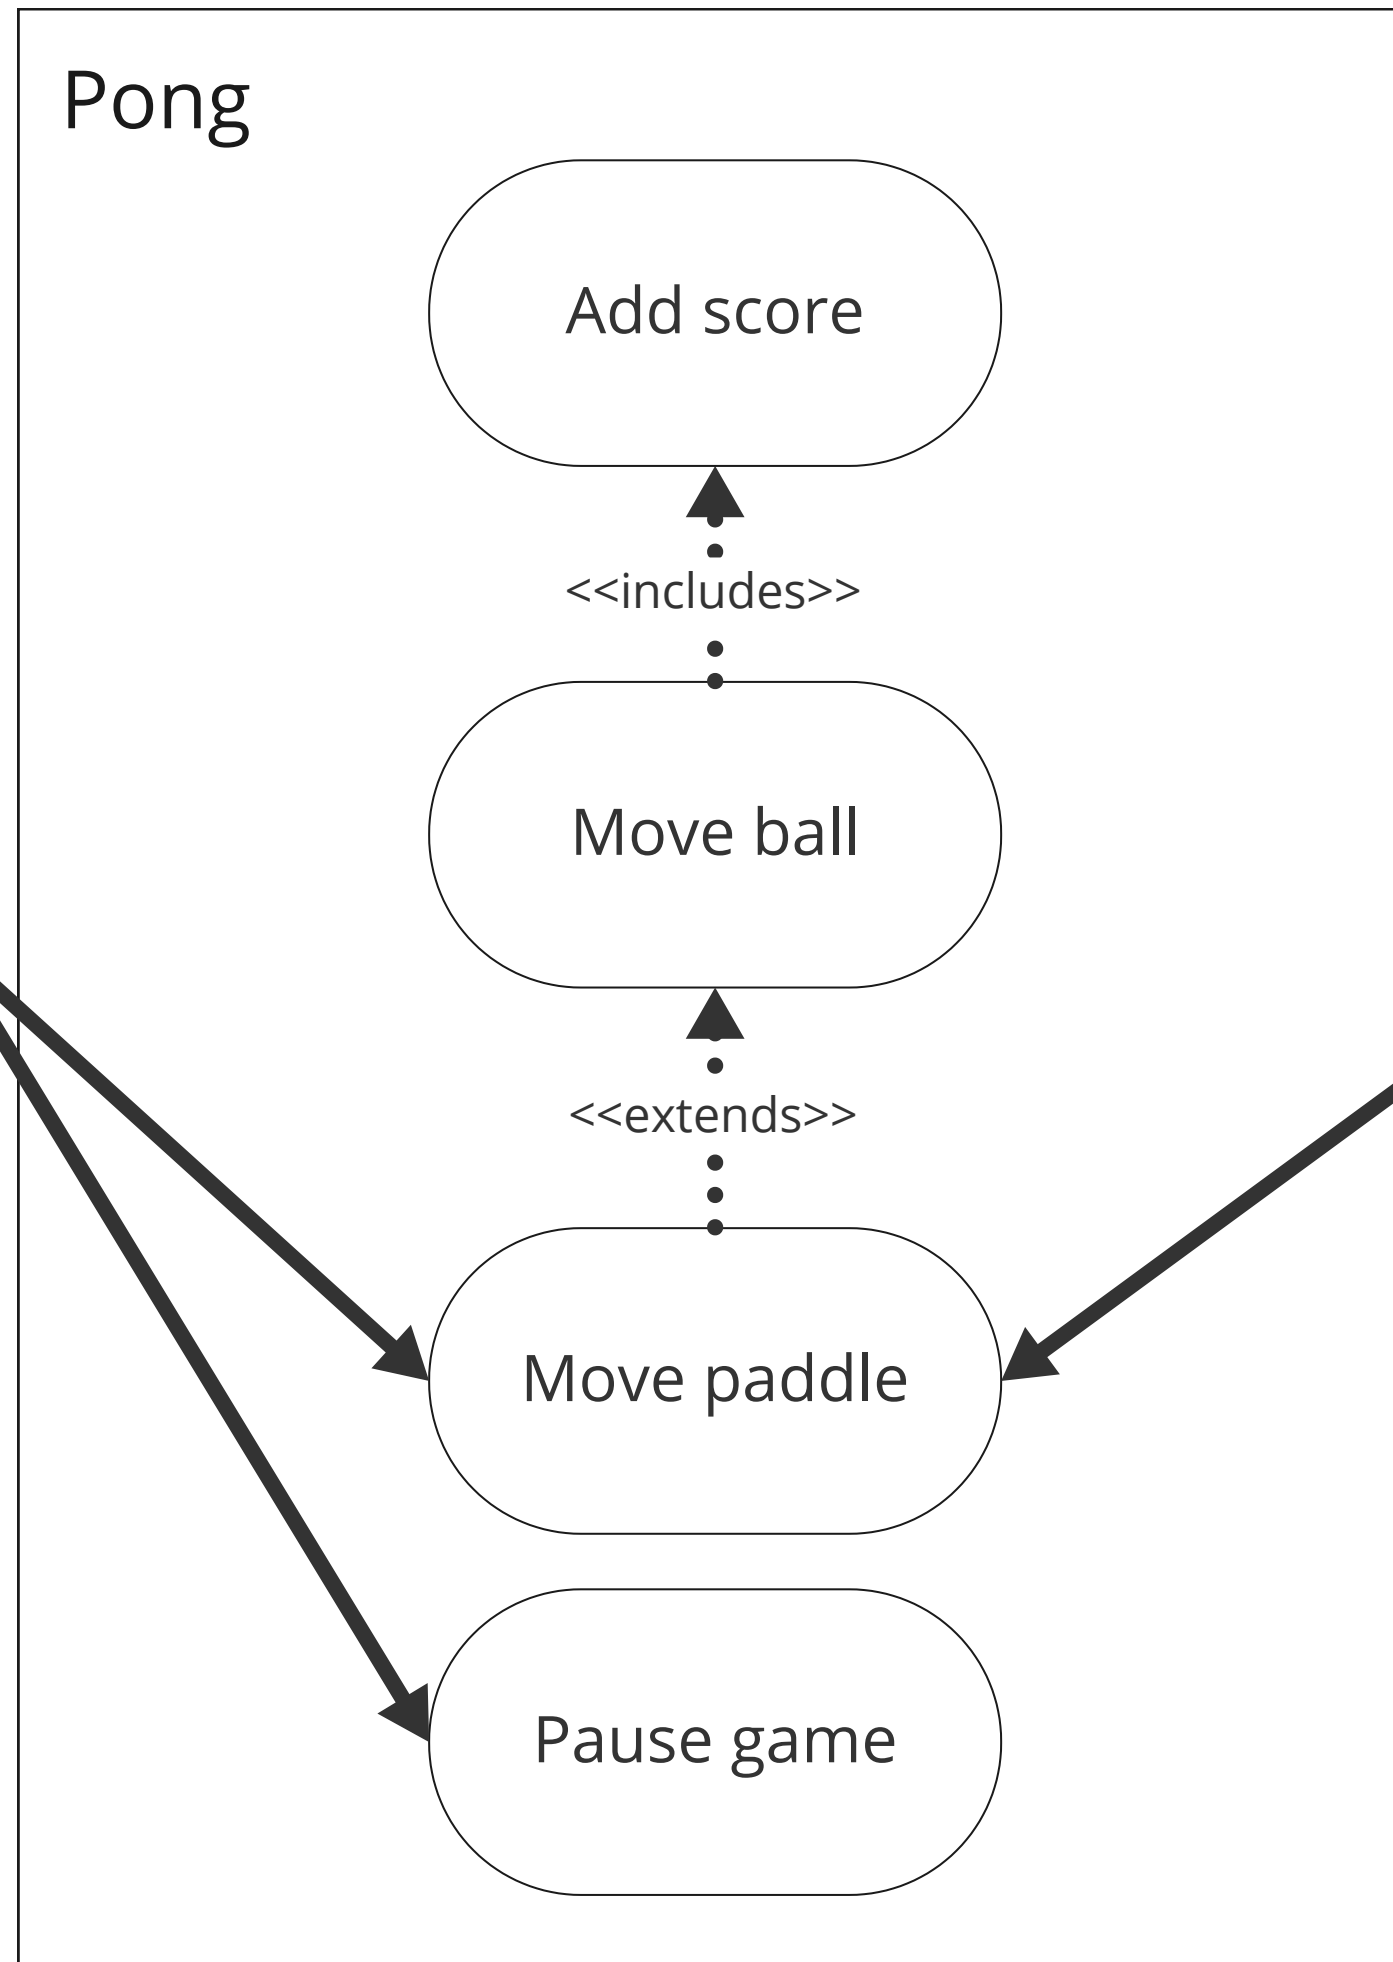 Pong
Add score
<<includes>>
Move ball
<<extends>>
Move paddle
Pause game